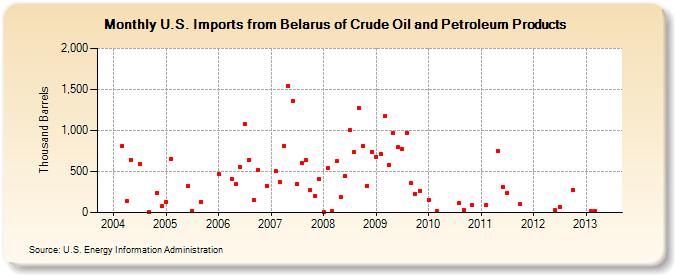 Monthly U.S. Imports from Belarus of Crude Oil and Petroleum Products
Thousand Barrels
2,000
1,500
1,000
500
0
2004 2005 2006 2007 2008 2009 2010 2011 2012 2013
Source: U.S. Energy Information Administration